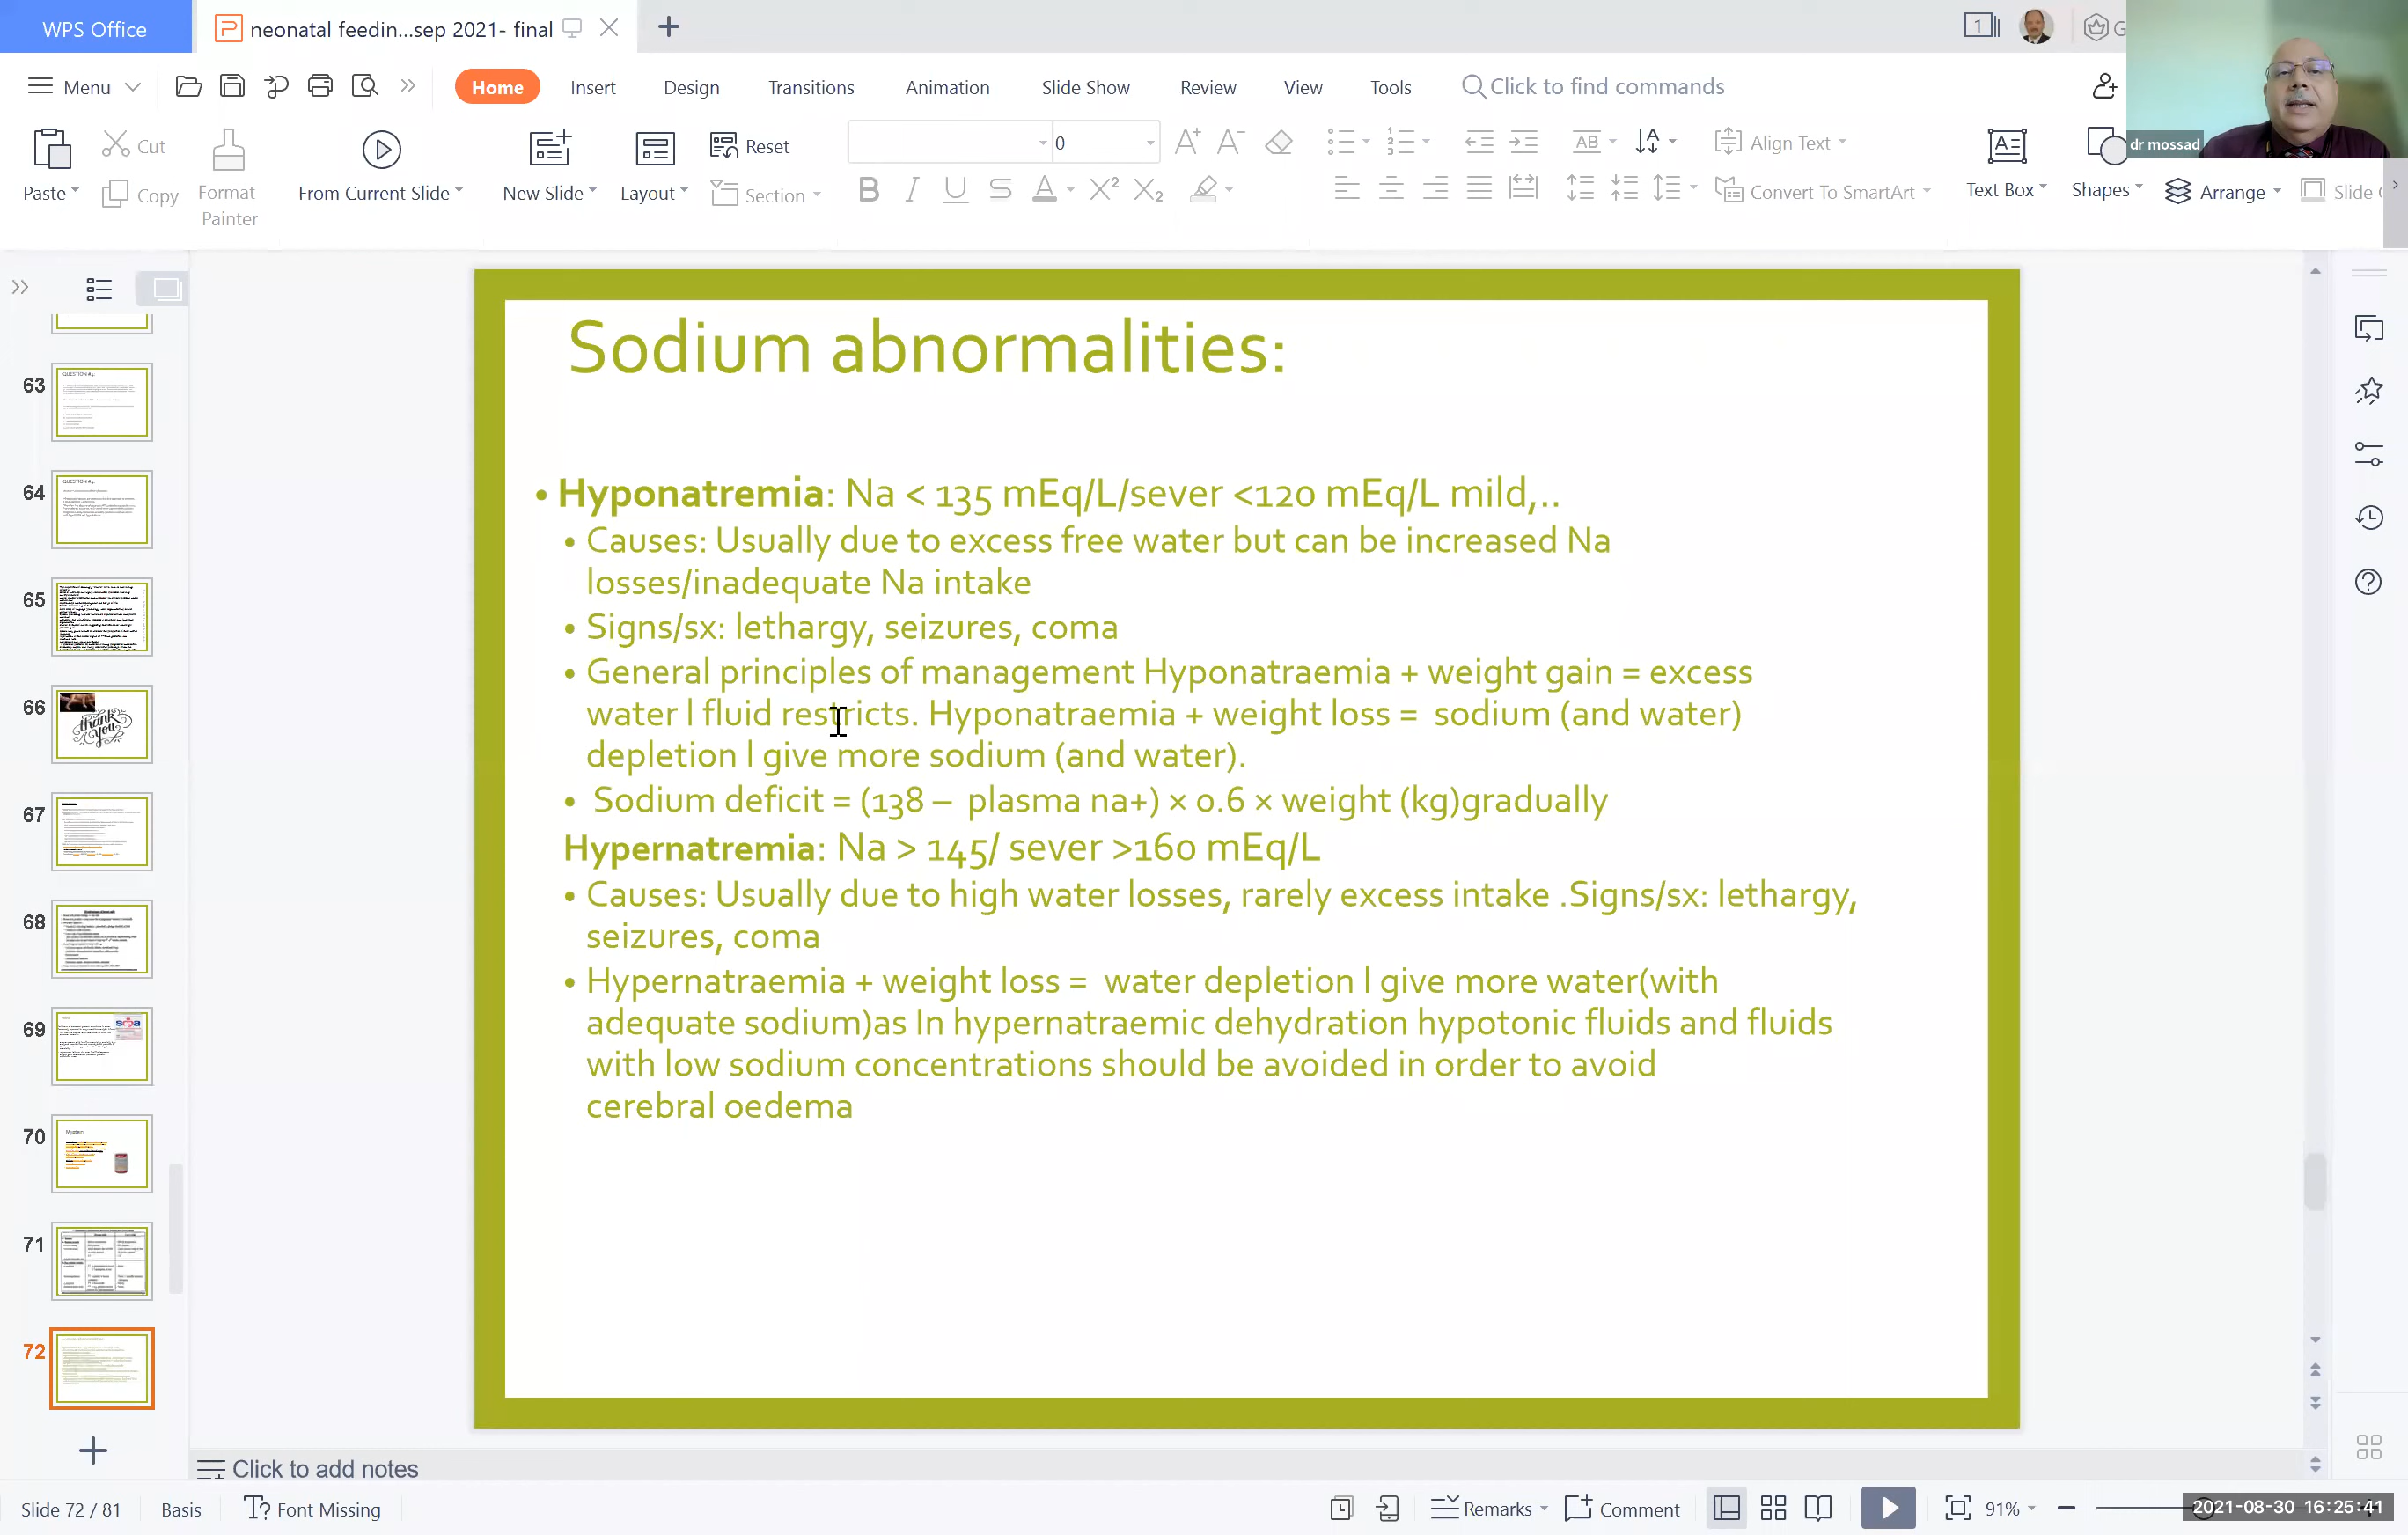 WPS Office
neonatal feedin...sep 2021- final
1
G
Menu
Home
Insert
Design
Transitions
Animation
Slide Show
Review
View
Tools
Click to find commands
Paste
Cut
Copy
Format
Painter
From Current Slide
New Slide
Layout
Reset
Section
0
Align Text
Convert To SmartArt
Text Box
Shapes
Arrange
Slide
dr mossad
63
64
65
66
thank
you
67
68
69
70
71
72
Sodium abnormalities:
• Hyponatremia: Na < 135 mEq/L/sever <120 mEq/L mild,..
• Causes: Usually due to excess free water but can be increased Na
losses/inadequate Na intake
• Signs/sx: lethargy, seizures, coma
• General principles of management Hyponatraemia + weight gain = excess
water l fluid restricts. Hyponatraemia + weight loss = sodium (and water)
depletion l give more sodium (and water).
• Sodium deficit = (138 – plasma na+) × 0.6 × weight (kg)gradually
Hypernatremia: Na > 145/ sever >160 mEq/L
• Causes: Usually due to high water losses, rarely excess intake .Signs/sx: lethargy,
seizures, coma
• Hypernatraemia + weight loss = water depletion l give more water(with
adequate sodium)as In hypernatraemic dehydration hypotonic fluids and fluids
with low sodium concentrations should be avoided in order to avoid
cerebral oedema
Click to add notes
Slide 72 / 81
Basis
Font Missing
Remarks
Comment
91%
2021-08-30 16:25:41